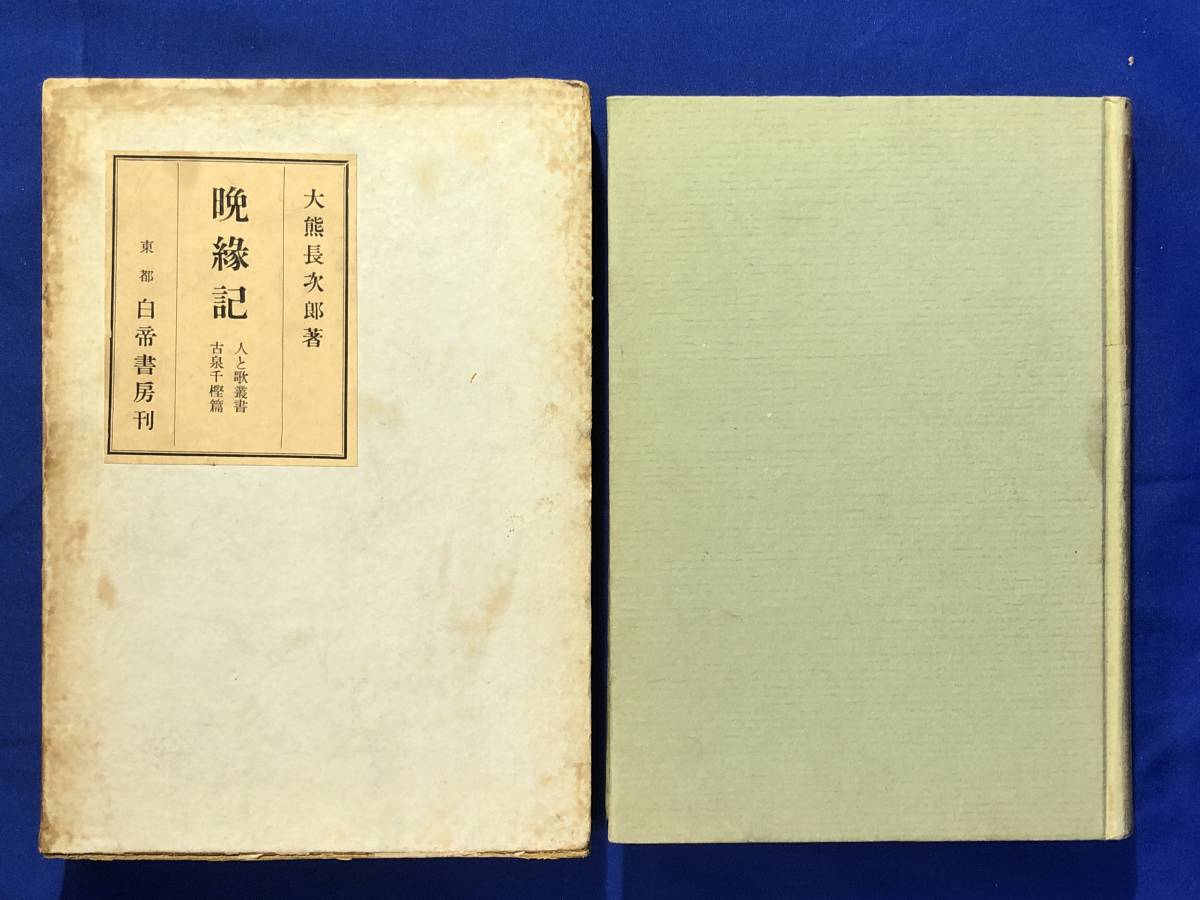 大熊長次郎著
晩縁記
人と歌叢書
古泉千樫篇
東都 白帝書房刊